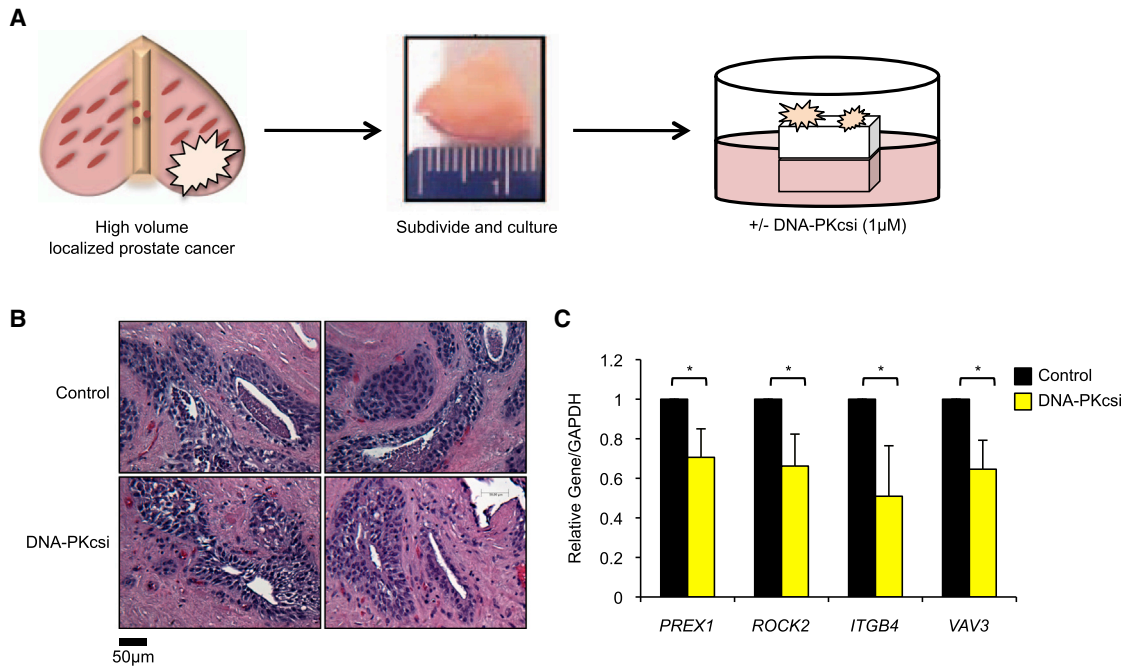 A
1
High volume
localized prostate cancer
Subdivide and culture
+/- DNA-PKcsi (1µM)
B
Control
DNA-PKcsi
50µm
C
Relative Gene/GAPDH
1.2
1
0.8
0.6
0.4
0.2
0
*
*
*
*
PREX1
ROCK2
ITGB4
VAV3
Control
DNA-PKcsi